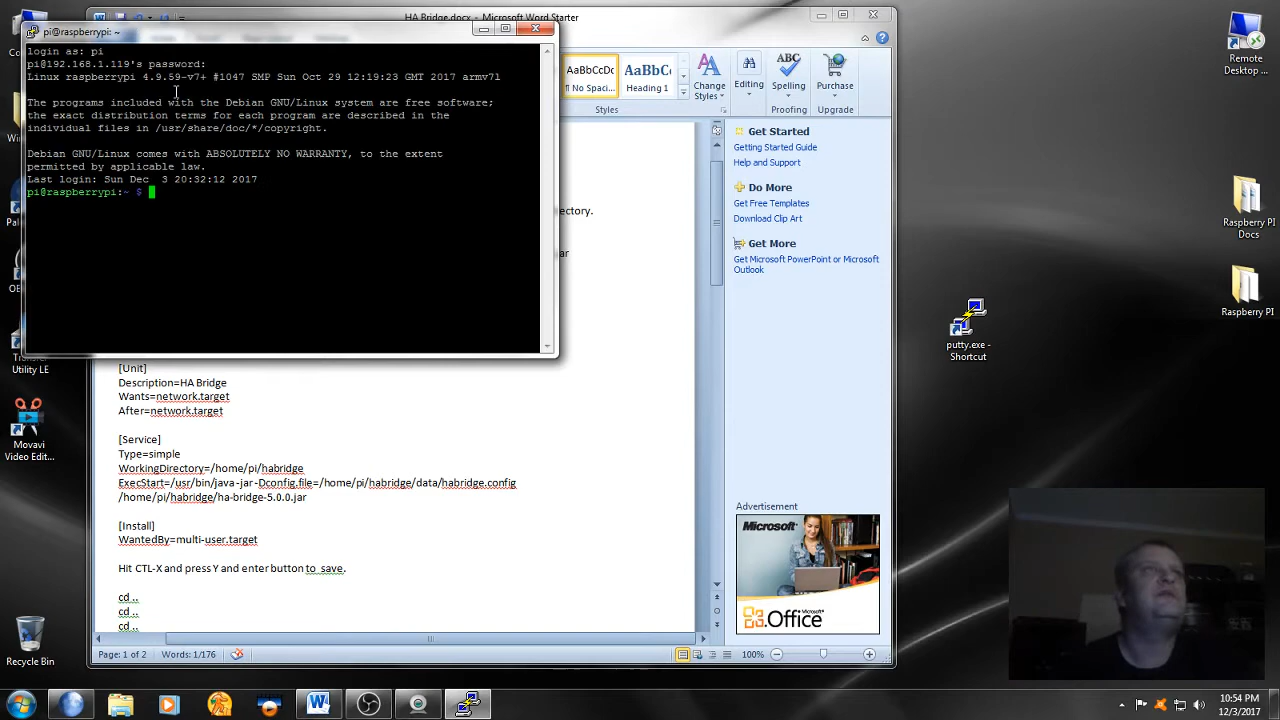 HA Bridge.docx - Microsoft Word Starter
pi@raspberrypi: ~
login as: pi
pi@192.168.1.119's password:
Linux raspberrypi 4.9.59-v7+ #1047 SMP Sun Oct 29 12:19:23 GMT 2017 armv7l
The programs included with the Debian GNU/Linux system are free software;
the exact distribution terms for each program are described in the
individual files in /usr/share/doc/*/copyright.
Debian GNU/Linux comes with ABSOLUTELY NO WARRANTY, to the extent
permitted by applicable law.
Last login: Sun Dec  3 20:32:12 2017
pi@raspberrypi:~ $
AaBbCcDc
AaBbC
¶ No Spaci...
Heading 1
Change
Styles
Editing
Spelling
Purchase
Styles
Proofing
Upgrade
ectory.
ar
[Unit]
Description=HA Bridge
Wants=network.target
After=network.target
[Service]
Type=simple
WorkingDirectory=/home/pi/habridge
ExecStart=/usr/bin/java -jar -Dconfig.file=/home/pi/habridge/data/habridge.config
/home/pi/habridge/ha-bridge-5.0.0.jar
[Install]
WantedBy=multi-user.target
Hit CTL-X and press Y and enter button to save.
cd ..
cd ..
cd ..
Get Started
Getting Started Guide
Help and Support
Do More
Get Free Templates
Download Clip Art
Get More
Get Microsoft PowerPoint or Microsoft
Outlook
Advertisement
Microsoft
Office
Page: 1 of 2
Words: 1/176
100%
Remote
Desktop ...
Raspberry PI
Docs
Raspberry PI
putty.exe -
Shortcut
Utility LE
Movavi
Video Edit...
Recycle Bin
10:54 PM
12/3/2017